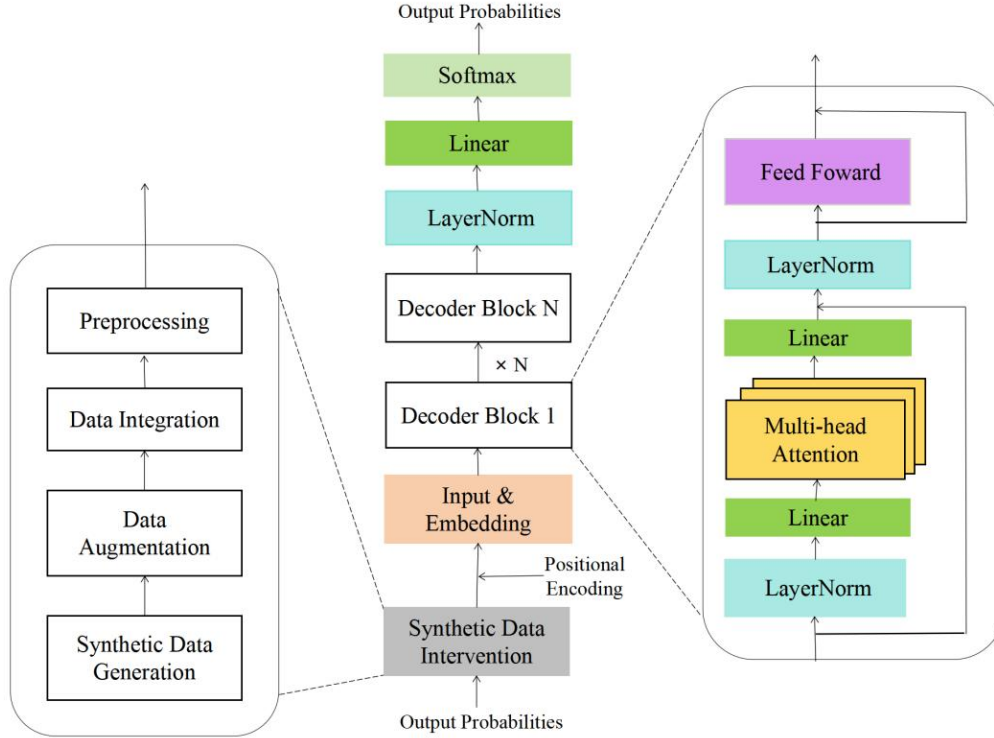 Output Probabilities
Softmax
Linear
LayerNorm
Decoder Block N
× N
Decoder Block 1
Input &
Embedding
Positional
Encoding
Synthetic Data
Intervention
Output Probabilities
Preprocessing
Data Integration
Data
Augmentation
Synthetic Data
Generation
Feed Foward
LayerNorm
Linear
Multi-head
Attention
Linear
LayerNorm